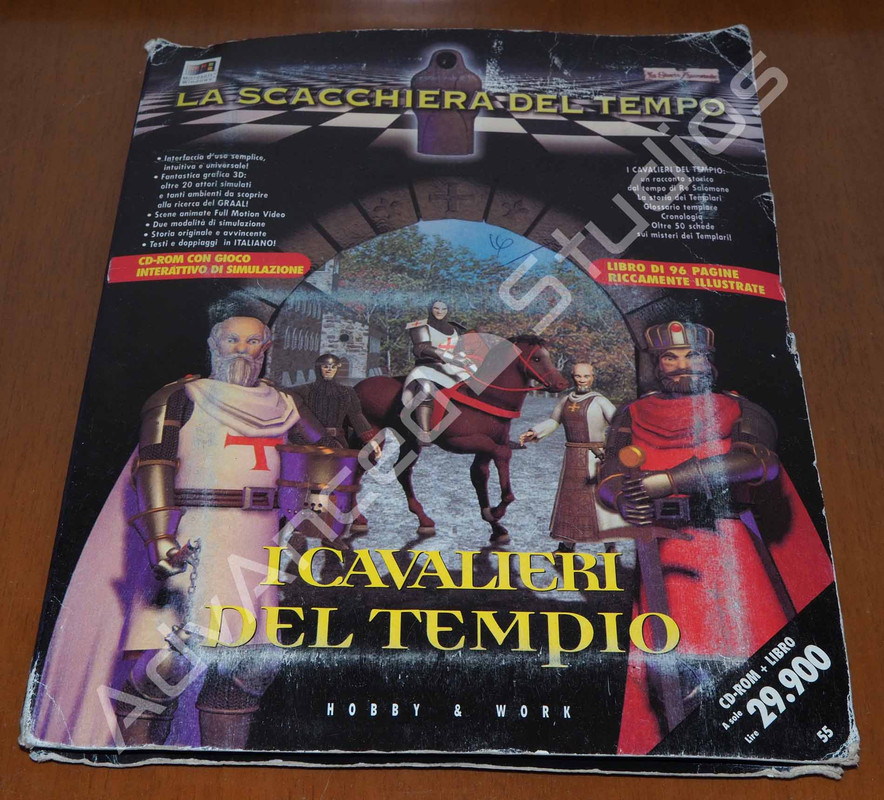 MICROSOFT
WINDOWS
LA SCACCHIERA DEL TEMPO
• Interfaccia d'uso semplice,
intuitiva e universale!
• Fantastica grafica 3D:
oltre 20 attori simulati
e tanti ambienti da scoprire
alla ricerca del GRAAL!
• Scene animate Full Motion Video
• Due modalità di simulazione
• Storia originale e avvincente
• Testi e doppiaggi in ITALIANO!
CD-ROM CON GIOCO
INTERATTIVO DI SIMULAZIONE
I CAVALIERI DEL TEMPIO:
un racconto storico
dal tempo di Re Salomone
La storia dei Templari
Glossario templare
Cronologia
Oltre 50 schede
sui misteri dei Templari!
LIBRO DI 96 PAGINE
RICCAMENTE ILLUSTRATE
I CAVALIERI
DEL TEMPIO
HOBBY & WORK
CD-ROM + LIBRO
A sole
Lire 29.900
55
AdvAnced Studios